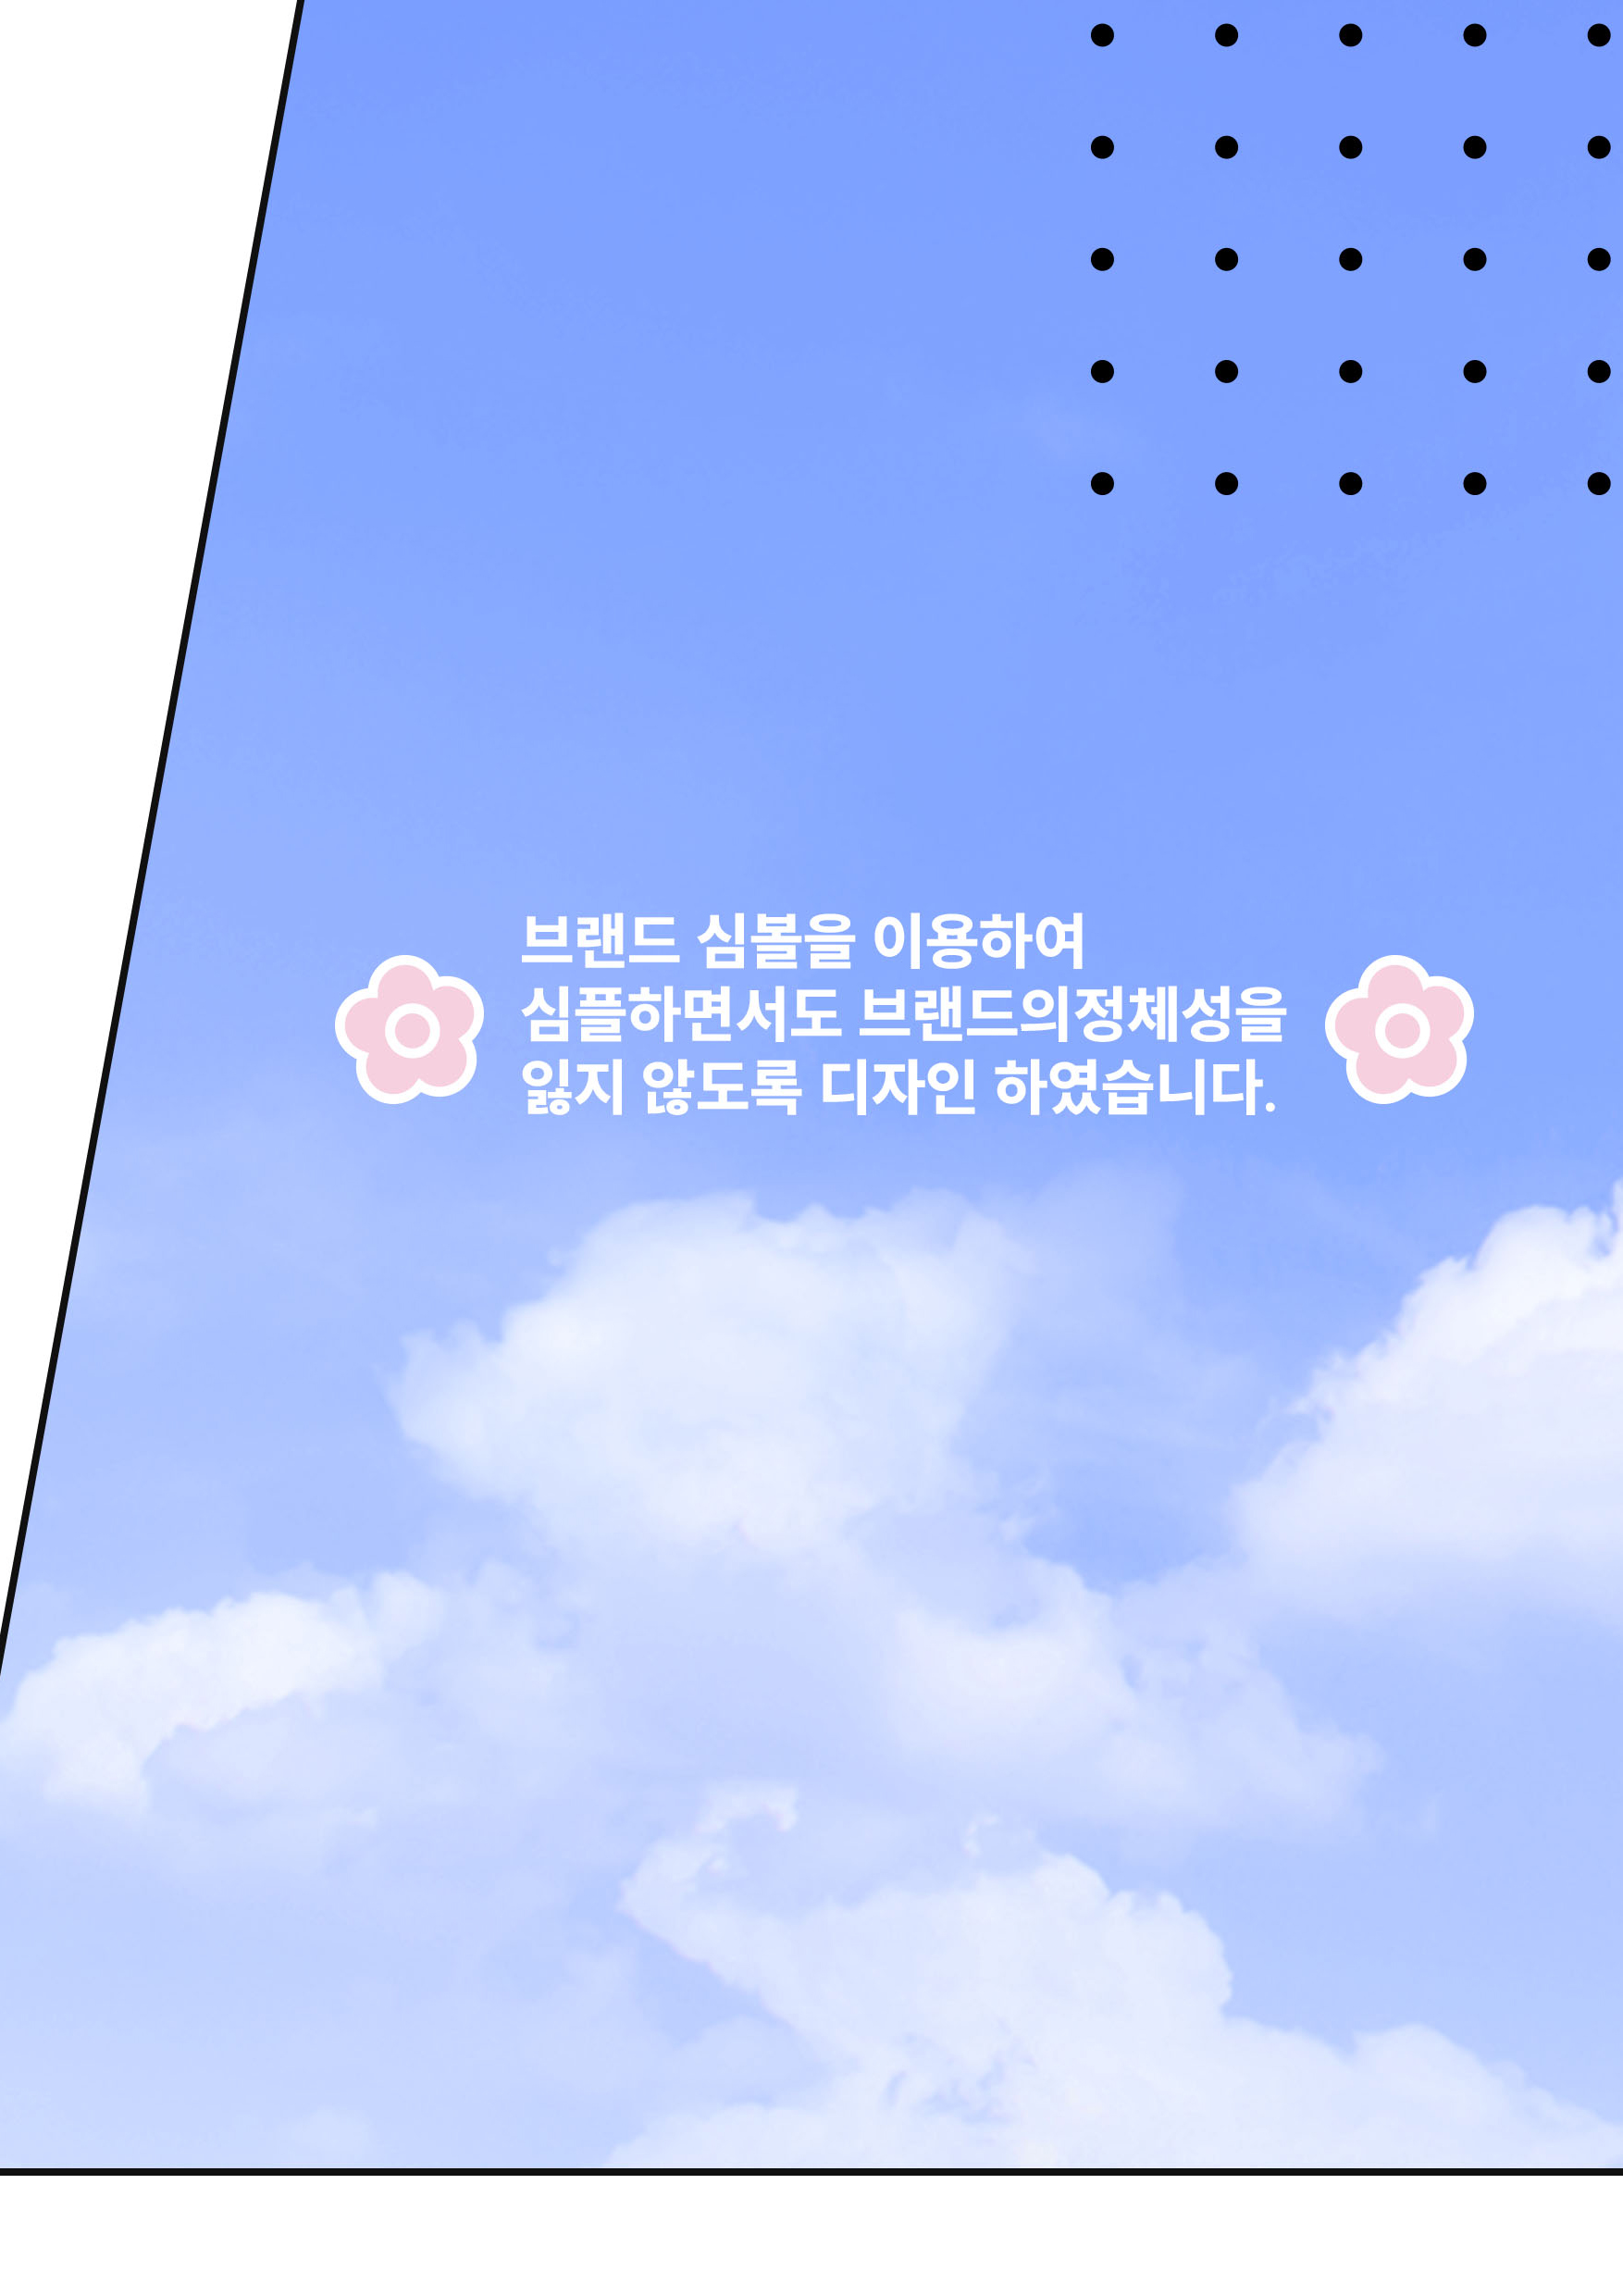 브랜드 심볼을 이용하여
심플하면서도 브랜드의정체성을
잃지 않도록 디자인 하였습니다.